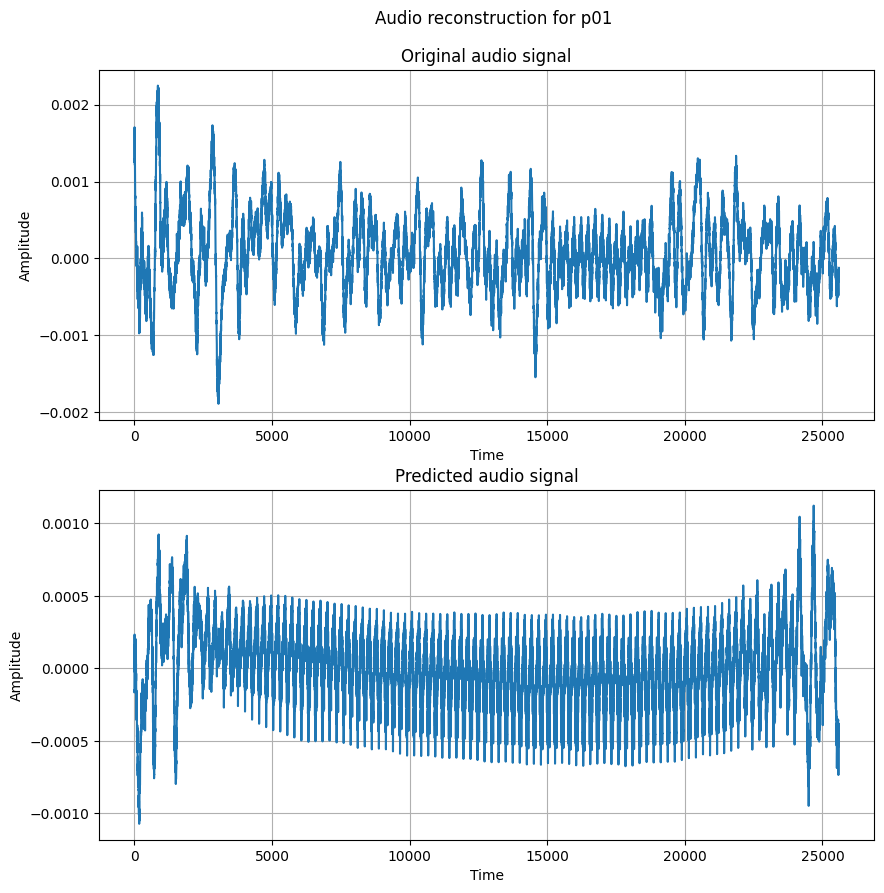 Audio reconstruction for p01
Original audio signal
0.002
0.001
0.000
−0.001
−0.002
Amplitude
0 5000 10000 15000 20000 25000
Time
Predicted audio signal
0.0010
0.0005
0.0000
−0.0005
−0.0010
Amplitude
0 5000 10000 15000 20000 25000
Time